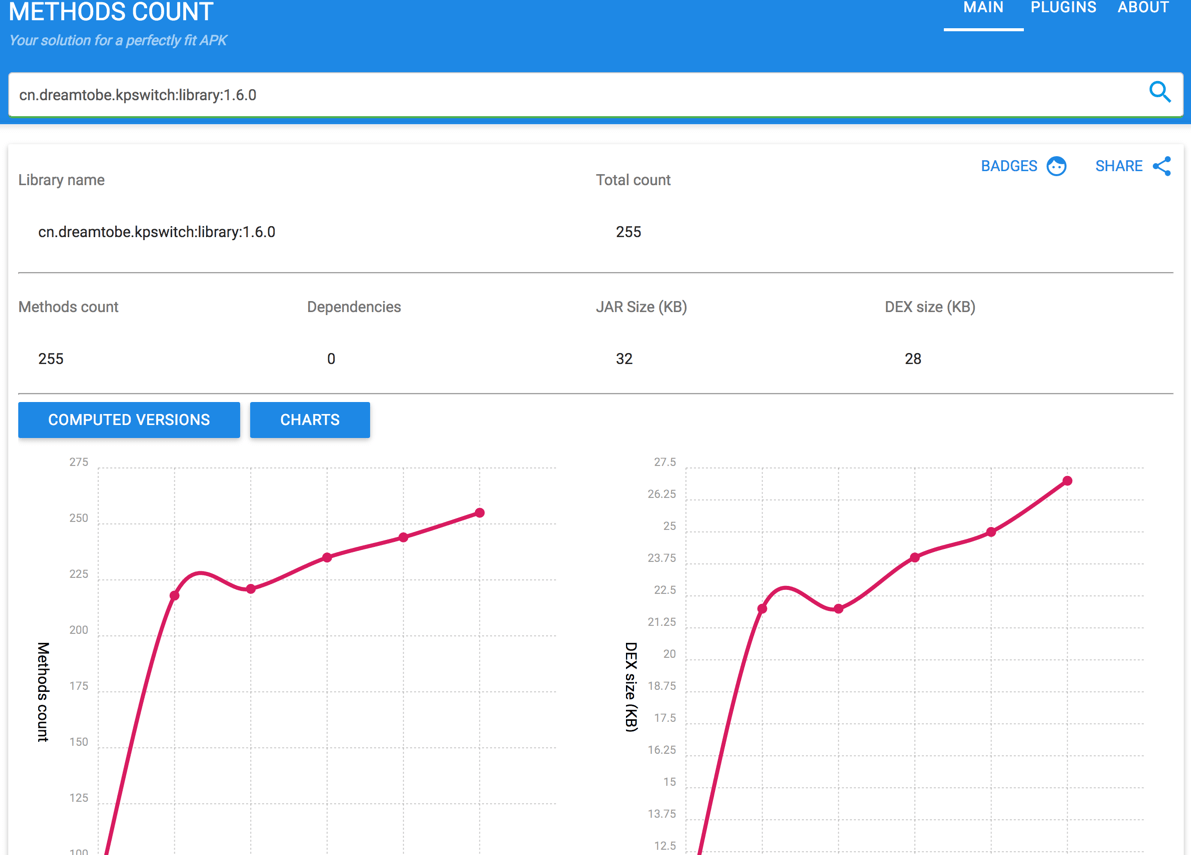 METHODS COUNT
MAIN PLUGINS ABOUT
Your solution for a perfectly fit APK
cn.dreamtobe.kpswitch:library:1.6.0
BADGES SHARE
Library name Total count
cn.dreamtobe.kpswitch:library:1.6.0 255
Methods count Dependencies JAR Size (KB) DEX size (KB)
255 0 32 28
COMPUTED VERSIONS CHARTS
275
250
225
200
175
150
125
100
Methods count
27.5
26.25
25
23.75
22.5
21.25
20
18.75
17.5
16.25
15
13.75
12.5
DEX size (KB)